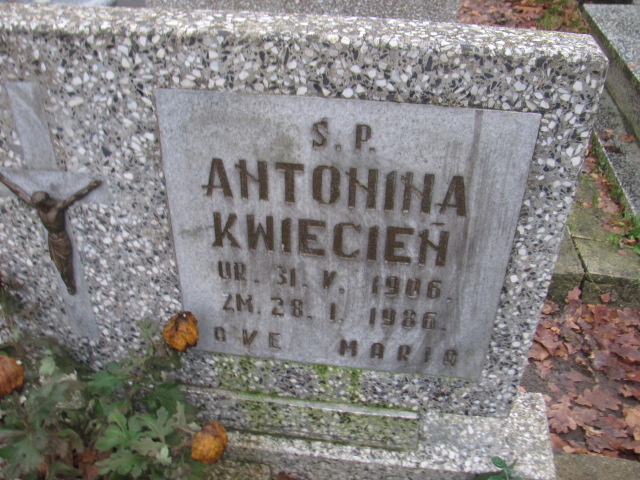 Ś. P.
ANTONINA
KWIECIEŃ
UR. 31. V. 1906.
ZM. 28. I. 1986.
AVE MARIA